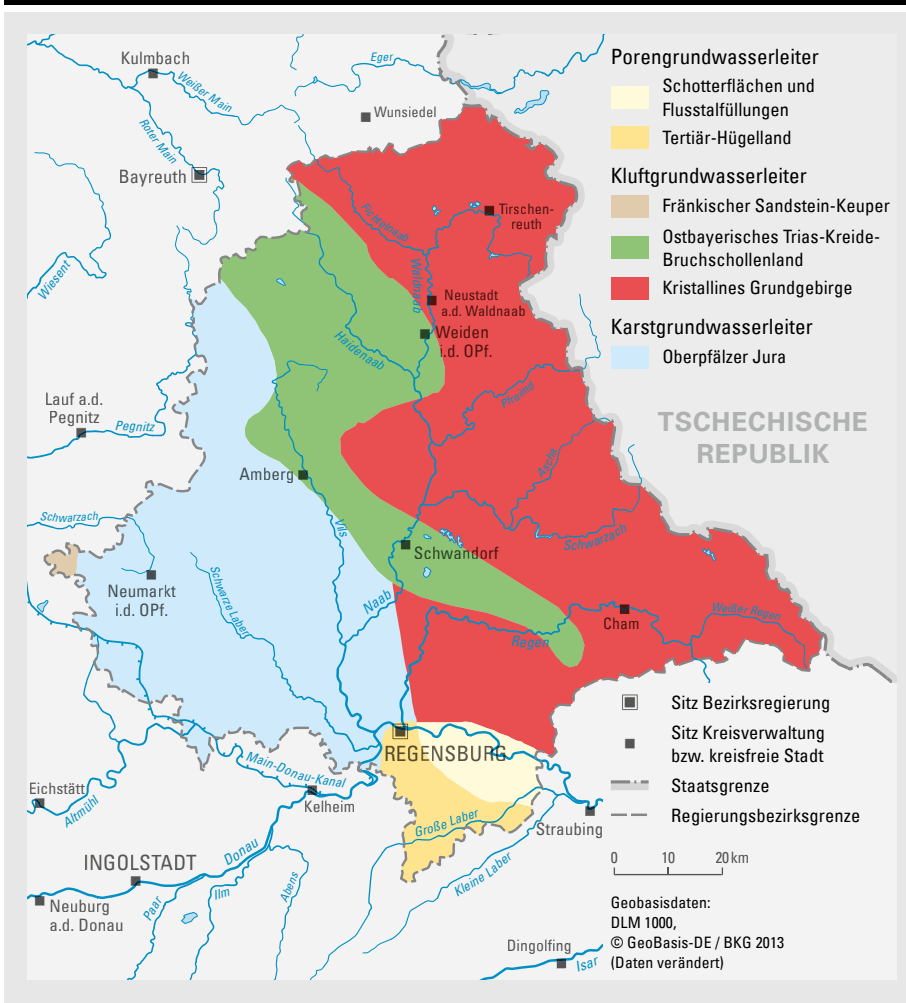 Kulmbach
Weißer Main
Eger
Wunsiedel
Roter Main
Bayreuth
Fichtelnaab
Tirschen-
reuth
Wiesent
Waldnaab
Neustadt
a.d. Waldnaab
Weiden
i.d. OPf.
Haidenaab
Pfreimd
Lauf a.d.
Pegnitz
Pegnitz
Amberg
Ascha
Schwarzach
Schwarzach
Vils
Schwandorf
Neumarkt
i.d. OPf.
Schwarze Laber
Naab
Regen
Cham
Weißer Regen
REGENSBURG
Main-Donau-Kanal
Eichstätt
Altmühl
Kelheim
Große Laber
Straubing
Kleine Laber
INGOLSTADT
Donau
Abens
Ilm
Paar
Neuburg
a.d. Donau
Dingolfing
Isar
TSCHECHISCHE
REPUBLIK
Porengrundwasserleiter
Schotterflächen und
Flusstalfüllungen
Tertiär-Hügelland
Kluftgrundwasserleiter
Fränkischer Sandstein-Keuper
Ostbayerisches Trias-Kreide-
Bruchschollenland
Kristallines Grundgebirge
Karstgrundwasserleiter
Oberpfälzer Jura
Sitz Bezirksregierung
Sitz Kreisverwaltung
bzw. kreisfreie Stadt
Staatsgrenze
Regierungsbezirksgrenze
0 10 20 km
Geobasisdaten:
DLM 1000,
© GeoBasis-DE / BKG 2013
(Daten verändert)